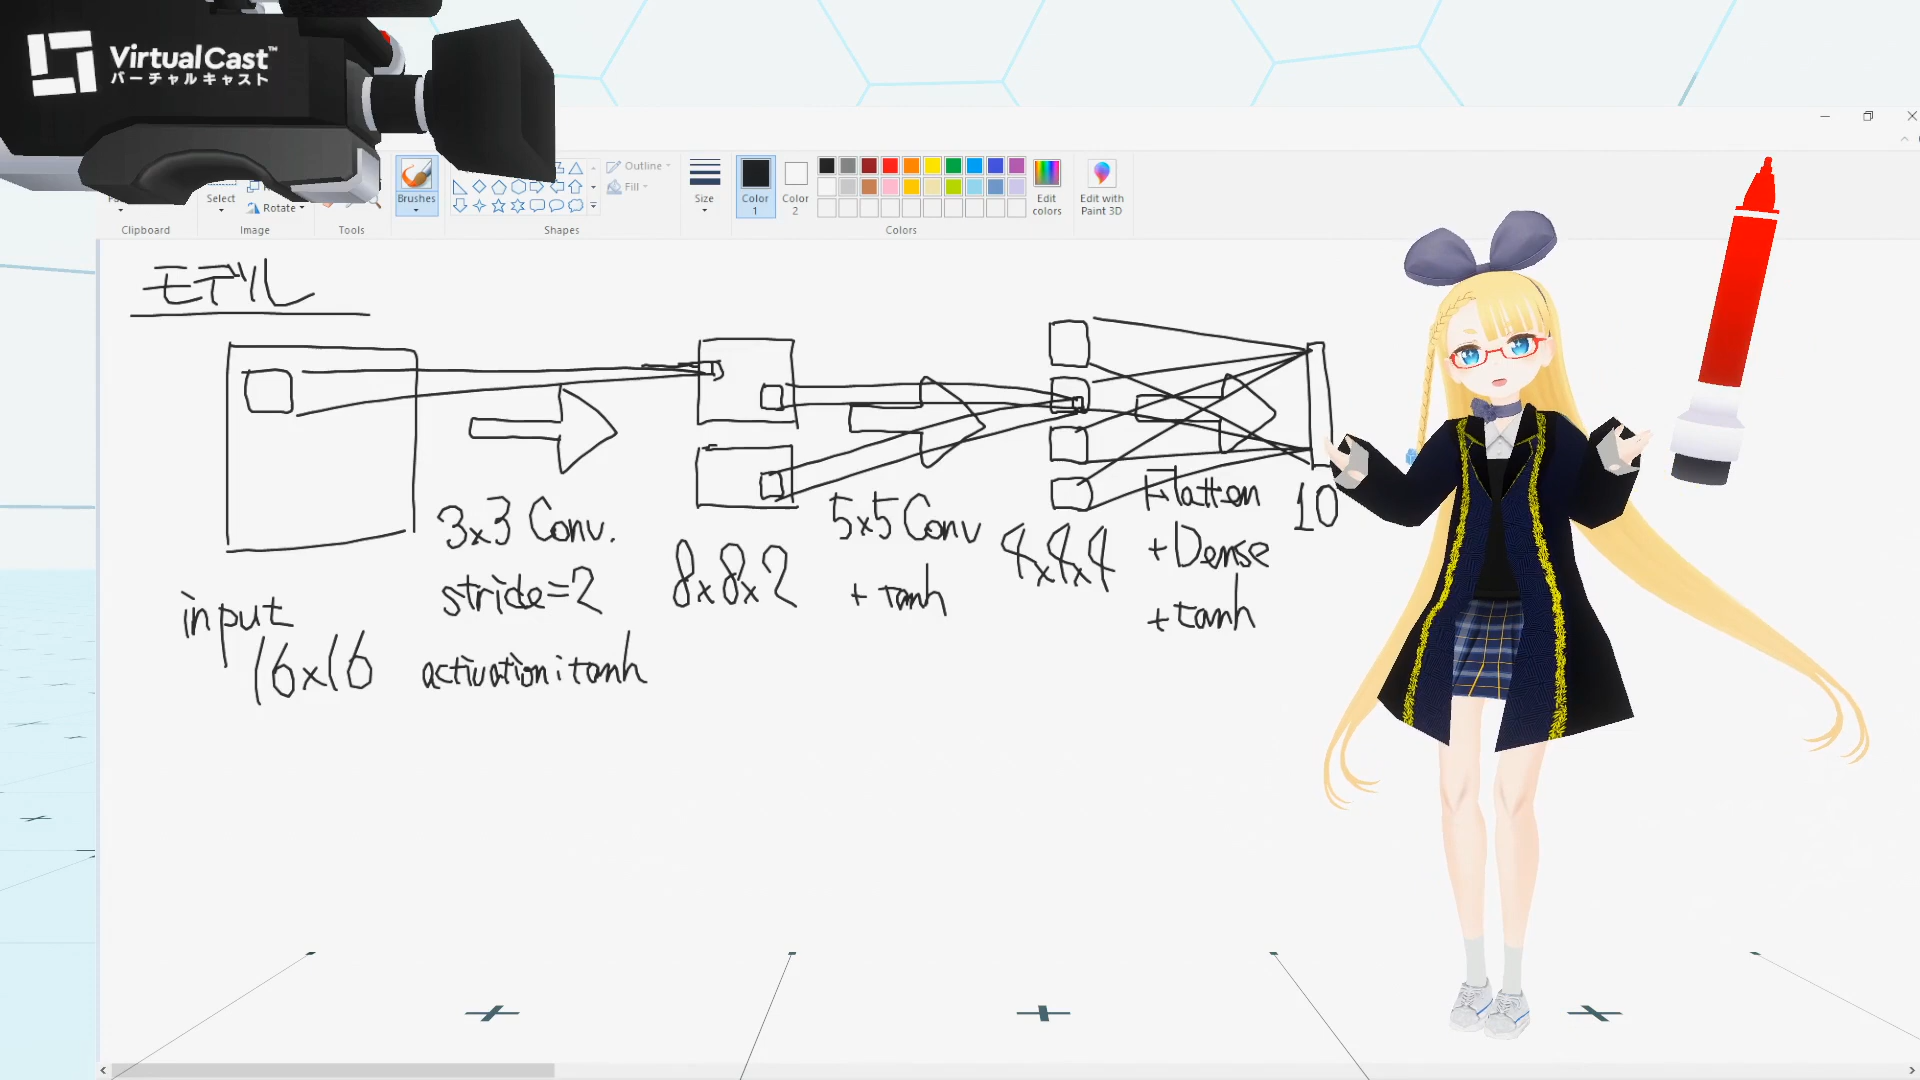 VirtualCast™
バーチャルキャスト
Select
Rotate
Brushes
Outline
Fill
Size
Color
1
Color
2
Edit
colors
Edit with
Paint 3D
Clipboard
Image
Tools
Shapes
Colors
モデル
input
16x16
3x3 Conv.
stride=2
activation:tanh
8x8x2
5x5 Conv
+ tanh
4x4x4
Flatten
+Dense
+tanh
10